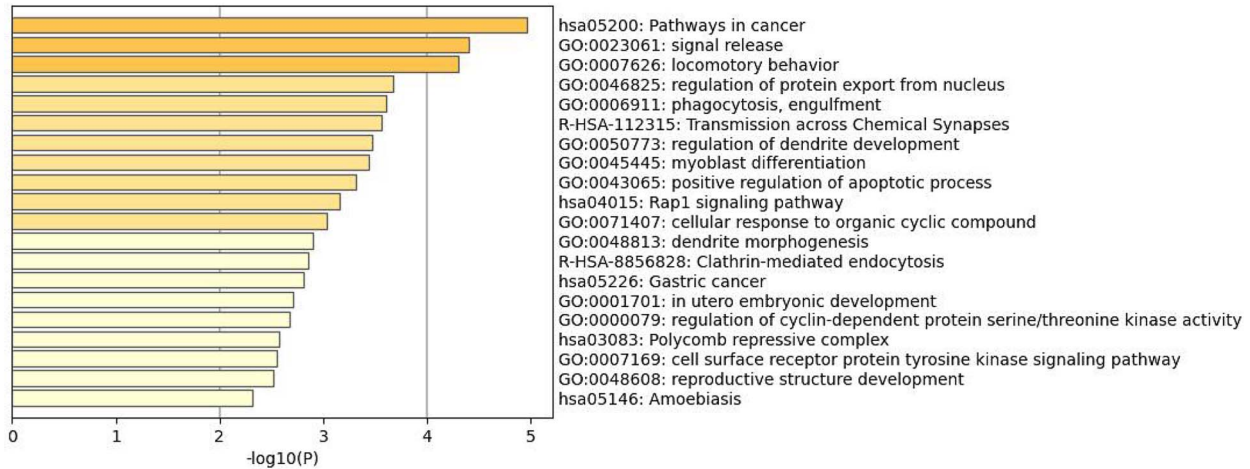 hsa05200: Pathways in cancer
GO:0023061: signal release
GO:0007626: locomotory behavior
GO:0046825: regulation of protein export from nucleus
GO:0006911: phagocytosis, engulfment
R-HSA-112315: Transmission across Chemical Synapses
GO:0050773: regulation of dendrite development
GO:0045445: myoblast differentiation
GO:0043065: positive regulation of apoptotic process
hsa04015: Rap1 signaling pathway
GO:0071407: cellular response to organic cyclic compound
GO:0048813: dendrite morphogenesis
R-HSA-8856828: Clathrin-mediated endocytosis
hsa05226: Gastric cancer
GO:0001701: in utero embryonic development
GO:0000079: regulation of cyclin-dependent protein serine/threonine kinase activity
hsa03083: Polycomb repressive complex
GO:0007169: cell surface receptor protein tyrosine kinase signaling pathway
GO:0048608: reproductive structure development
hsa05146: Amoebiasis
0 1 2 3 4 5
-log10(P)